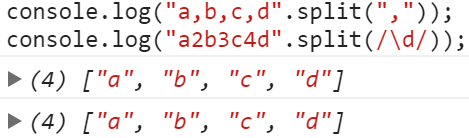 console.log("a,b,c,d".split(","));
console.log("a2b3c4d".split(/\d/));
▶ (4) ["a", "b", "c", "d"]
▶ (4) ["a", "b", "c", "d"]